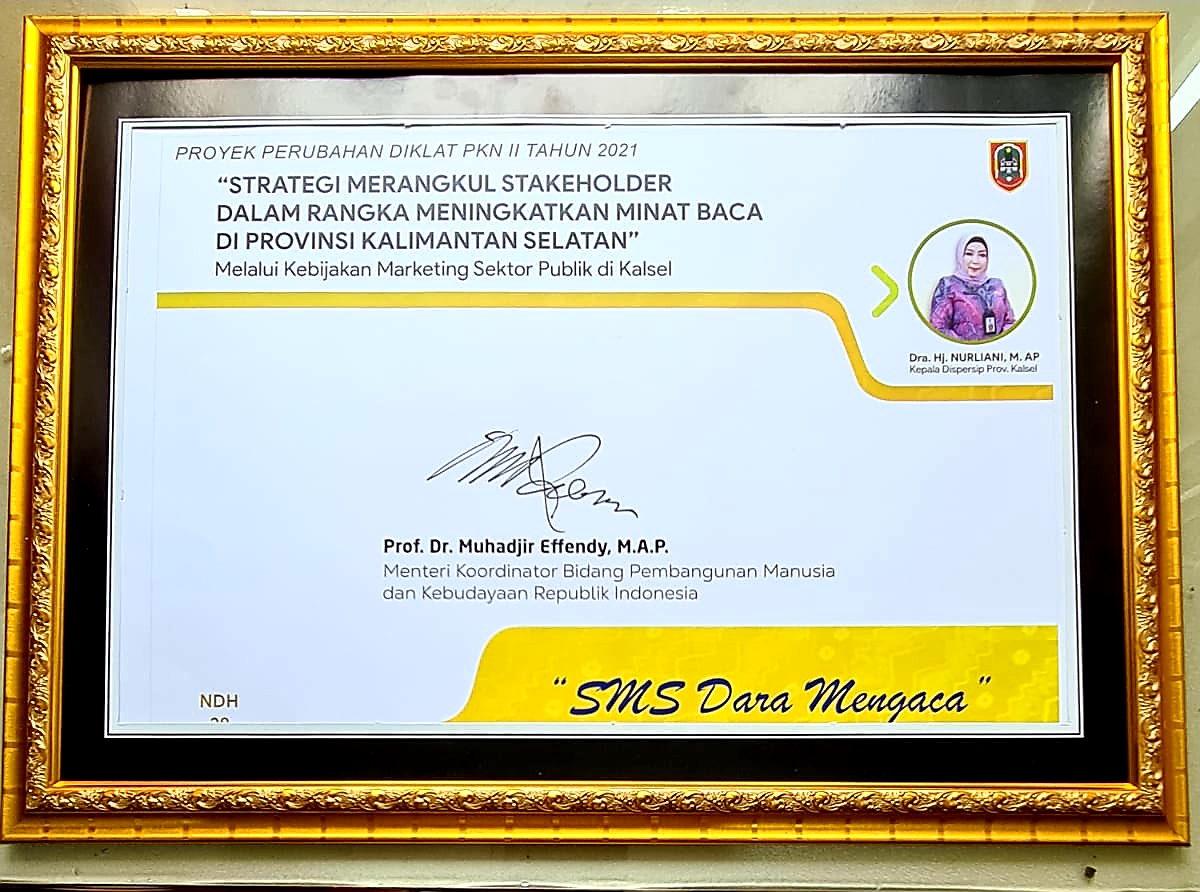 PROYEK PERUBAHAN DIKLAT PKN II TAHUN 2021
“STRATEGI MERANGKUL STAKEHOLDER
DALAM RANGKA MENINGKATKAN MINAT BACA
DI PROVINSI KALIMANTAN SELATAN”
Melalui Kebijakan Marketing Sektor Publik di Kalsel
Dra. Hj. NURLIANI, M. AP
Kepala Dispersip Prov. Kalsel
Prof. Dr. Muhadjir Effendy, M.A.P.
Menteri Koordinator Bidang Pembangunan Manusia
dan Kebudayaan Republik Indonesia
NDH
“SMS Dara Mengaca”